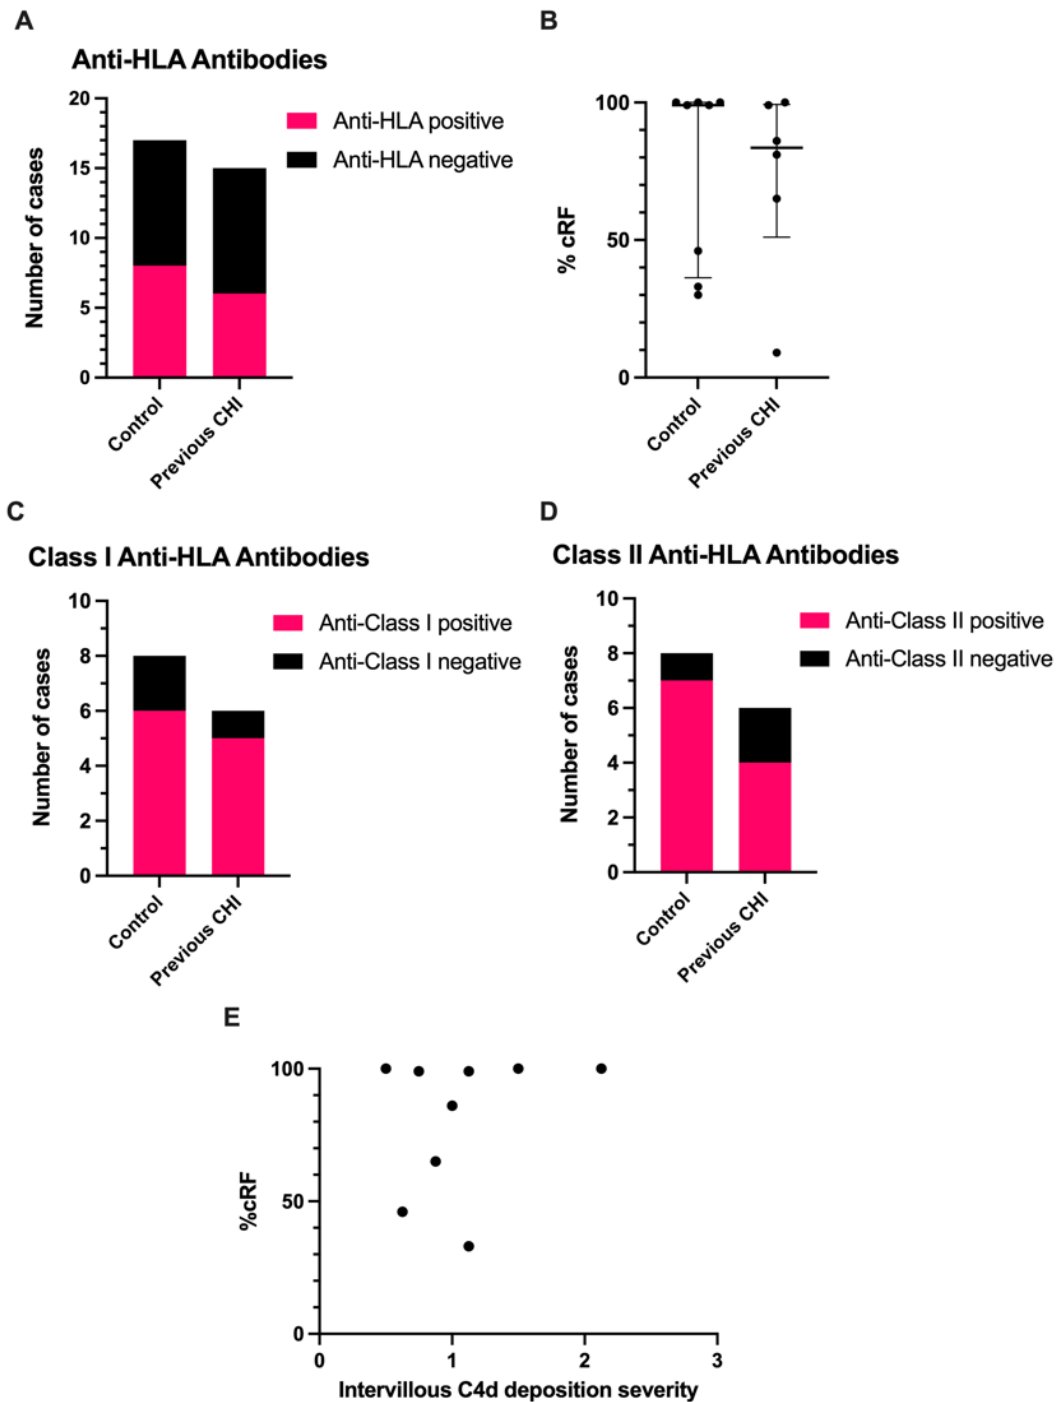 A
Anti-HLA Antibodies
20
15
10
5
0
Number of cases
Anti-HLA positive
Anti-HLA negative
Control
Previous CHI
B
100
50
0
% cRF
Control
Previous CHI
C
Class I Anti-HLA Antibodies
10
8
6
4
2
0
Number of cases
Anti-Class I positive
Anti-Class I negative
Control
Previous CHI
D
Class II Anti-HLA Antibodies
10
8
6
4
2
0
Number of cases
Anti-Class II positive
Anti-Class II negative
Control
Previous CHI
E
100
50
0
%cRF
0 1 2 3
Intervillous C4d deposition severity